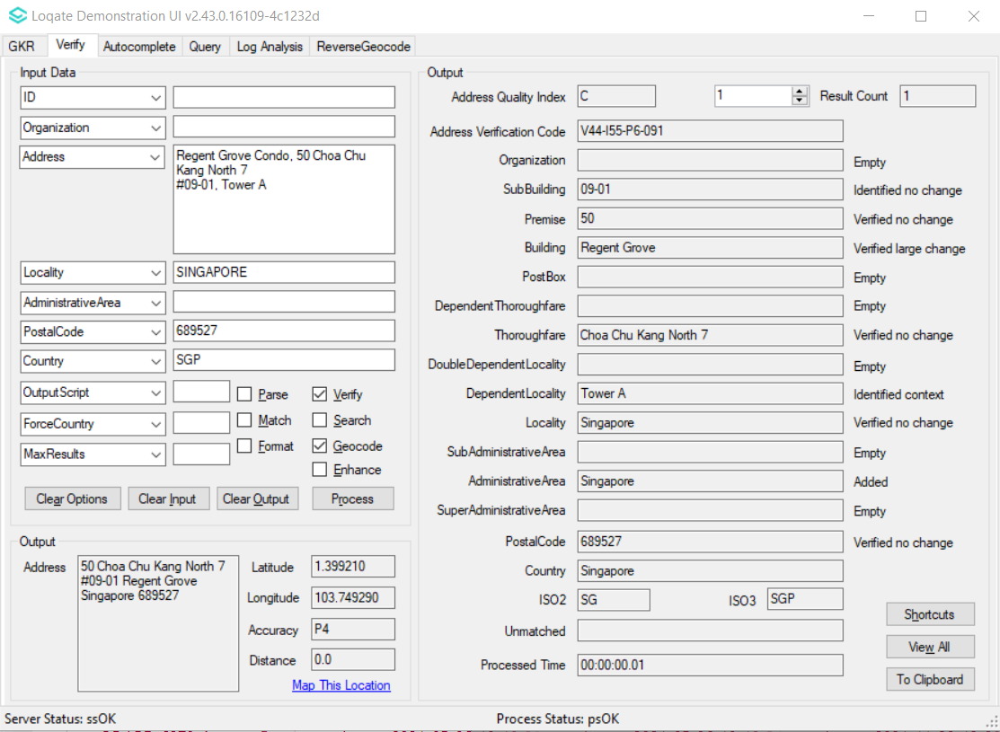 Loqate Demonstration UI v2.43.0.16109-4c1232d
GKR Verify Autocomplete Query Log Analysis ReverseGeocode
Input Data
ID
Organization
Address
Regent Grove Condo, 50 Choa Chu
Kang North 7
#09-01, Tower A
Locality SINGAPORE
AdministrativeArea
PostalCode 689527
Country SGP
OutputScript Parse Verify
ForceCountry Match Search
MaxResults Format Geocode
Enhance
Clear Options Clear Input Clear Output Process
Output
Address
50 Choa Chu Kang North 7
#09-01 Regent Grove
Singapore 689527
Latitude 1.399210
Longitude 103.749290
Accuracy P4
Distance 0.0
Map This Location
Output
Address Quality Index C 1 Result Count 1
Address Verification Code V44-I55-P6-091
Organization Empty
SubBuilding 09-01 Identified no change
Premise 50 Verified no change
Building Regent Grove Verified large change
PostBox Empty
DependentThoroughfare Empty
Thoroughfare Choa Chu Kang North 7 Verified no change
DoubleDependentLocality Empty
DependentLocality Tower A Identified context
Locality Singapore Verified no change
SubAdministrativeArea Empty
AdministrativeArea Singapore Added
SuperAdministrativeArea Empty
PostalCode 689527 Verified no change
Country Singapore
ISO2 SG ISO3 SGP
Unmatched
Processed Time 00:00:00.01
Shortcuts
View All
To Clipboard
Server Status: ssOK Process Status: psOK